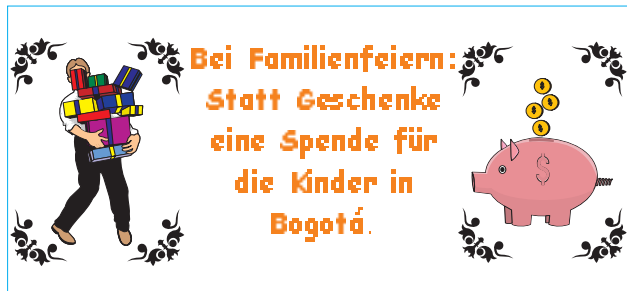 Bei Familienfeiern:
Statt Geschenke
eine Spende für
die Kinder in
Bogotá.
$